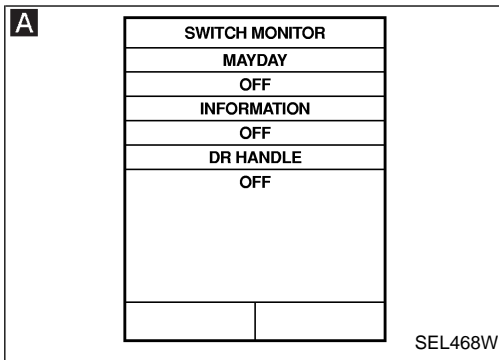 A
SWITCH MONITOR
MAYDAY
OFF
INFORMATION
OFF
DR HANDLE
OFF
SEL468W